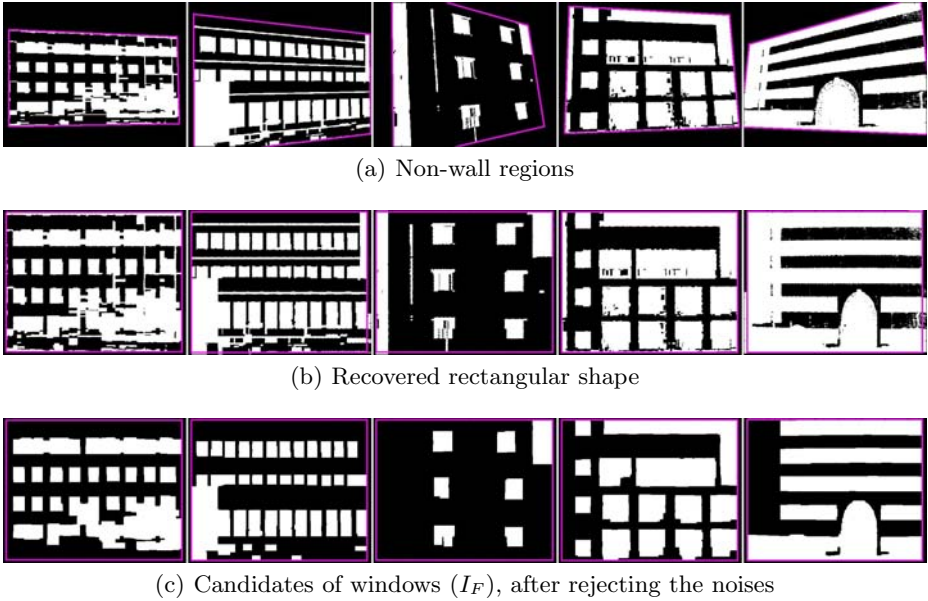 (a) Non-wall regions
(b) Recovered rectangular shape
(c) Candidates of windows (I_F), after rejecting the noises